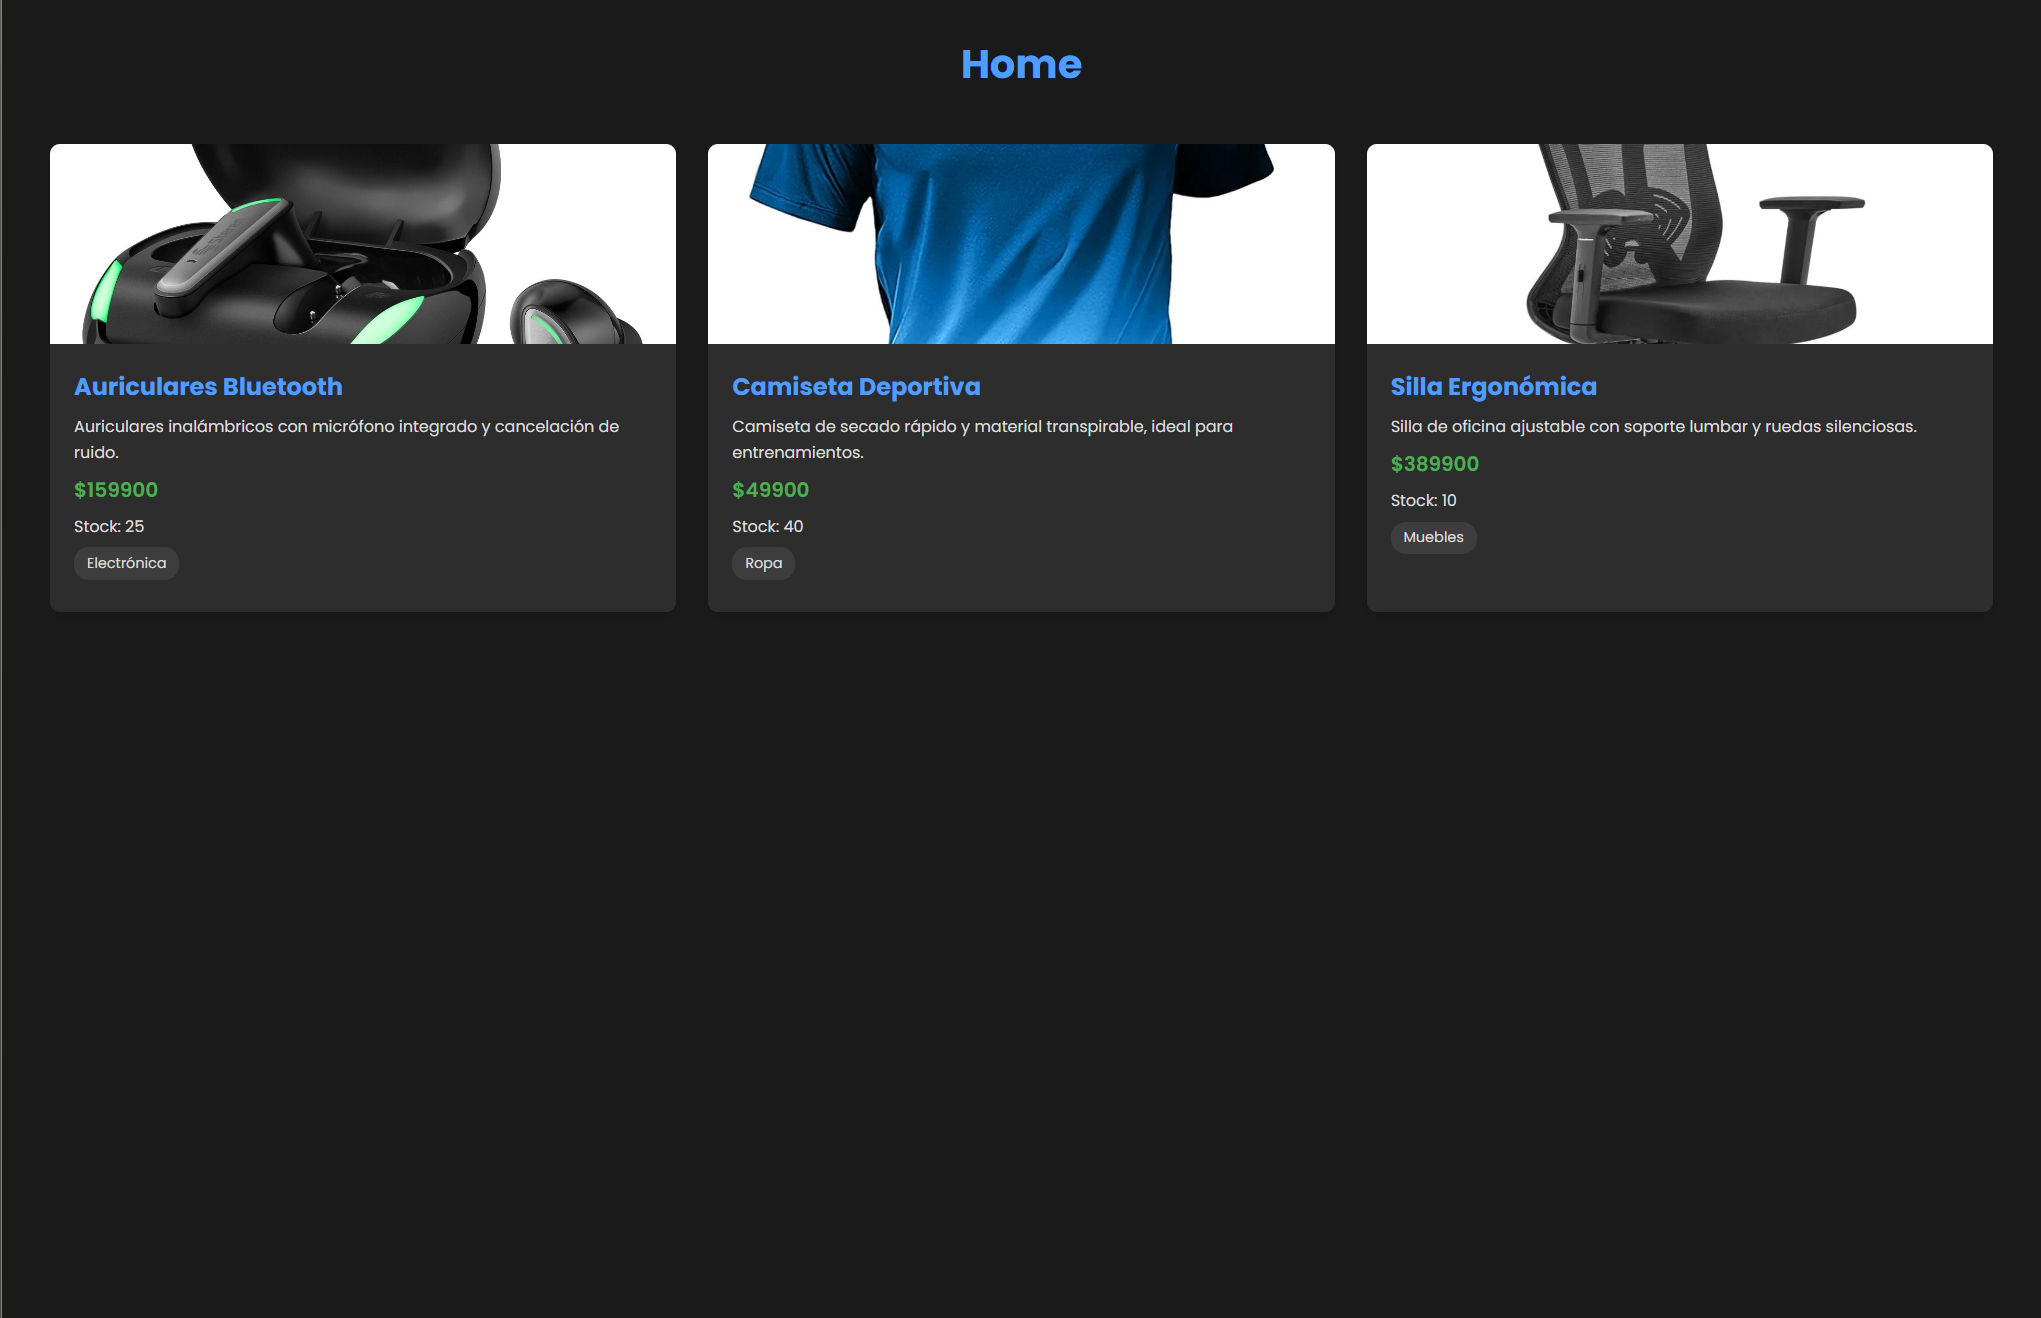 Home
Auriculares Bluetooth
Auriculares inalámbricos con micrófono integrado y cancelación de
ruido.
$159900
Stock: 25
Electrónica
Camiseta Deportiva
Camiseta de secado rápido y material transpirable, ideal para
entrenamientos.
$49900
Stock: 40
Ropa
Silla Ergonómica
Silla de oficina ajustable con soporte lumbar y ruedas silenciosas.
$389900
Stock: 10
Muebles